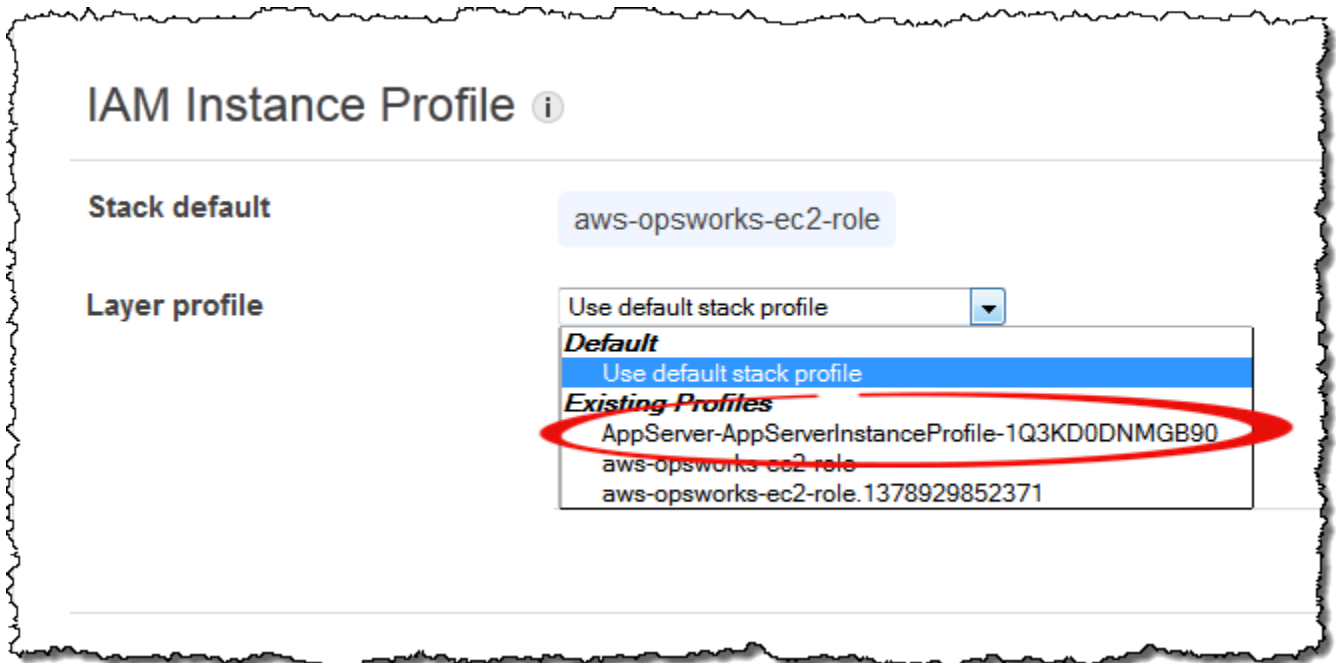 IAM Instance Profile i
Stack default
aws-opsworks-ec2-role
Layer profile
Use default stack profile
Default
Use default stack profile
Existing Profiles
AppServer-AppServerInstanceProfile-1Q3KD0DNMGB90
aws-opsworks-ec2-role
aws-opsworks-ec2-role.1378929852371